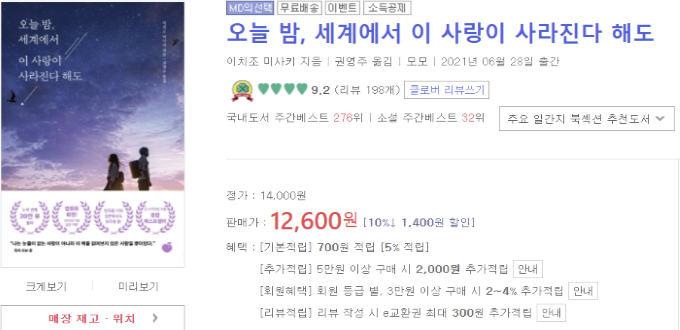 MD의선택 무료배송 이벤트 소득공제
오늘 밤, 세계에서 이 사랑이 사라진다 해도
이치조 미사키 지음 | 권영주 옮김 | 모모 | 2021년 06월 28일 출간
9.2 (리뷰 198개) 클로버 리뷰쓰기
국내도서 주간베스트 276위 | 소설 주간베스트 32위 주요 일간지 북섹션 추천도서
정가 : 14,000원
판매가 : 12,600원 [10%↓ 1,400원 할인]
혜택 : [기본적립] 700원 적립 [5% 적립]
[추가적립] 5만원 이상 구매 시 2,000원 추가적립 안내
[회원혜택] 회원 등급 별, 3만원 이상 구매 시 2~4% 추가적립 안내
[리뷰적립] 리뷰 작성 시 e교환권 최대 300원 추가적립 안내
오늘 밤,
세계에서
이 사랑이
사라진다 해도
크게보기 | 미리보기
매장 재고 · 위치